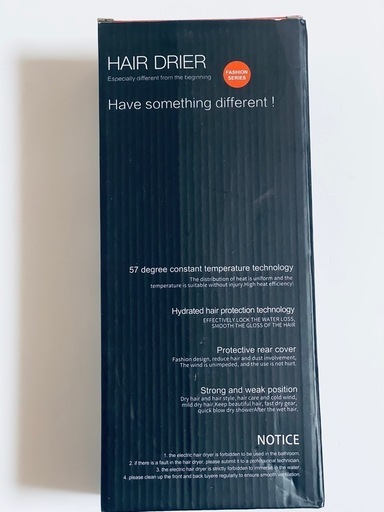 HAIR DRIER
Especially different from the beginning
FASHION
SERIES
Have something different !
57 degree constant temperature technology
The distribution of heat is uniform and the
temperature is suitable without injury.High heat efficiency!
Hydrated hair protection technology
EFFECTIVELY LOCK THE WATER LOSS,
SMOOTH THE GLOSS OF THE HAIR
Protective rear cover
Fashion design, reduce hair and dust involvement,
The wind is unimpeded, and the use is not hurt.
Strong and weak position
Dry hair and hair style, hair care and cold wind,
mild dry hair.Keep beautiful hair, fast dry gear,
quick blow dry shower.After the wet hair,
NOTICE
1. the electric hair dryer is forbidden to be used in the bathroom.
2. if there is a fault in the hair dryer, please submit it to a professional technician.
3. the electric hair dryer is strictly forbidden to immerse in the water.
4. please clean up the front and back tuyere regularly to ensure smooth ventilation.